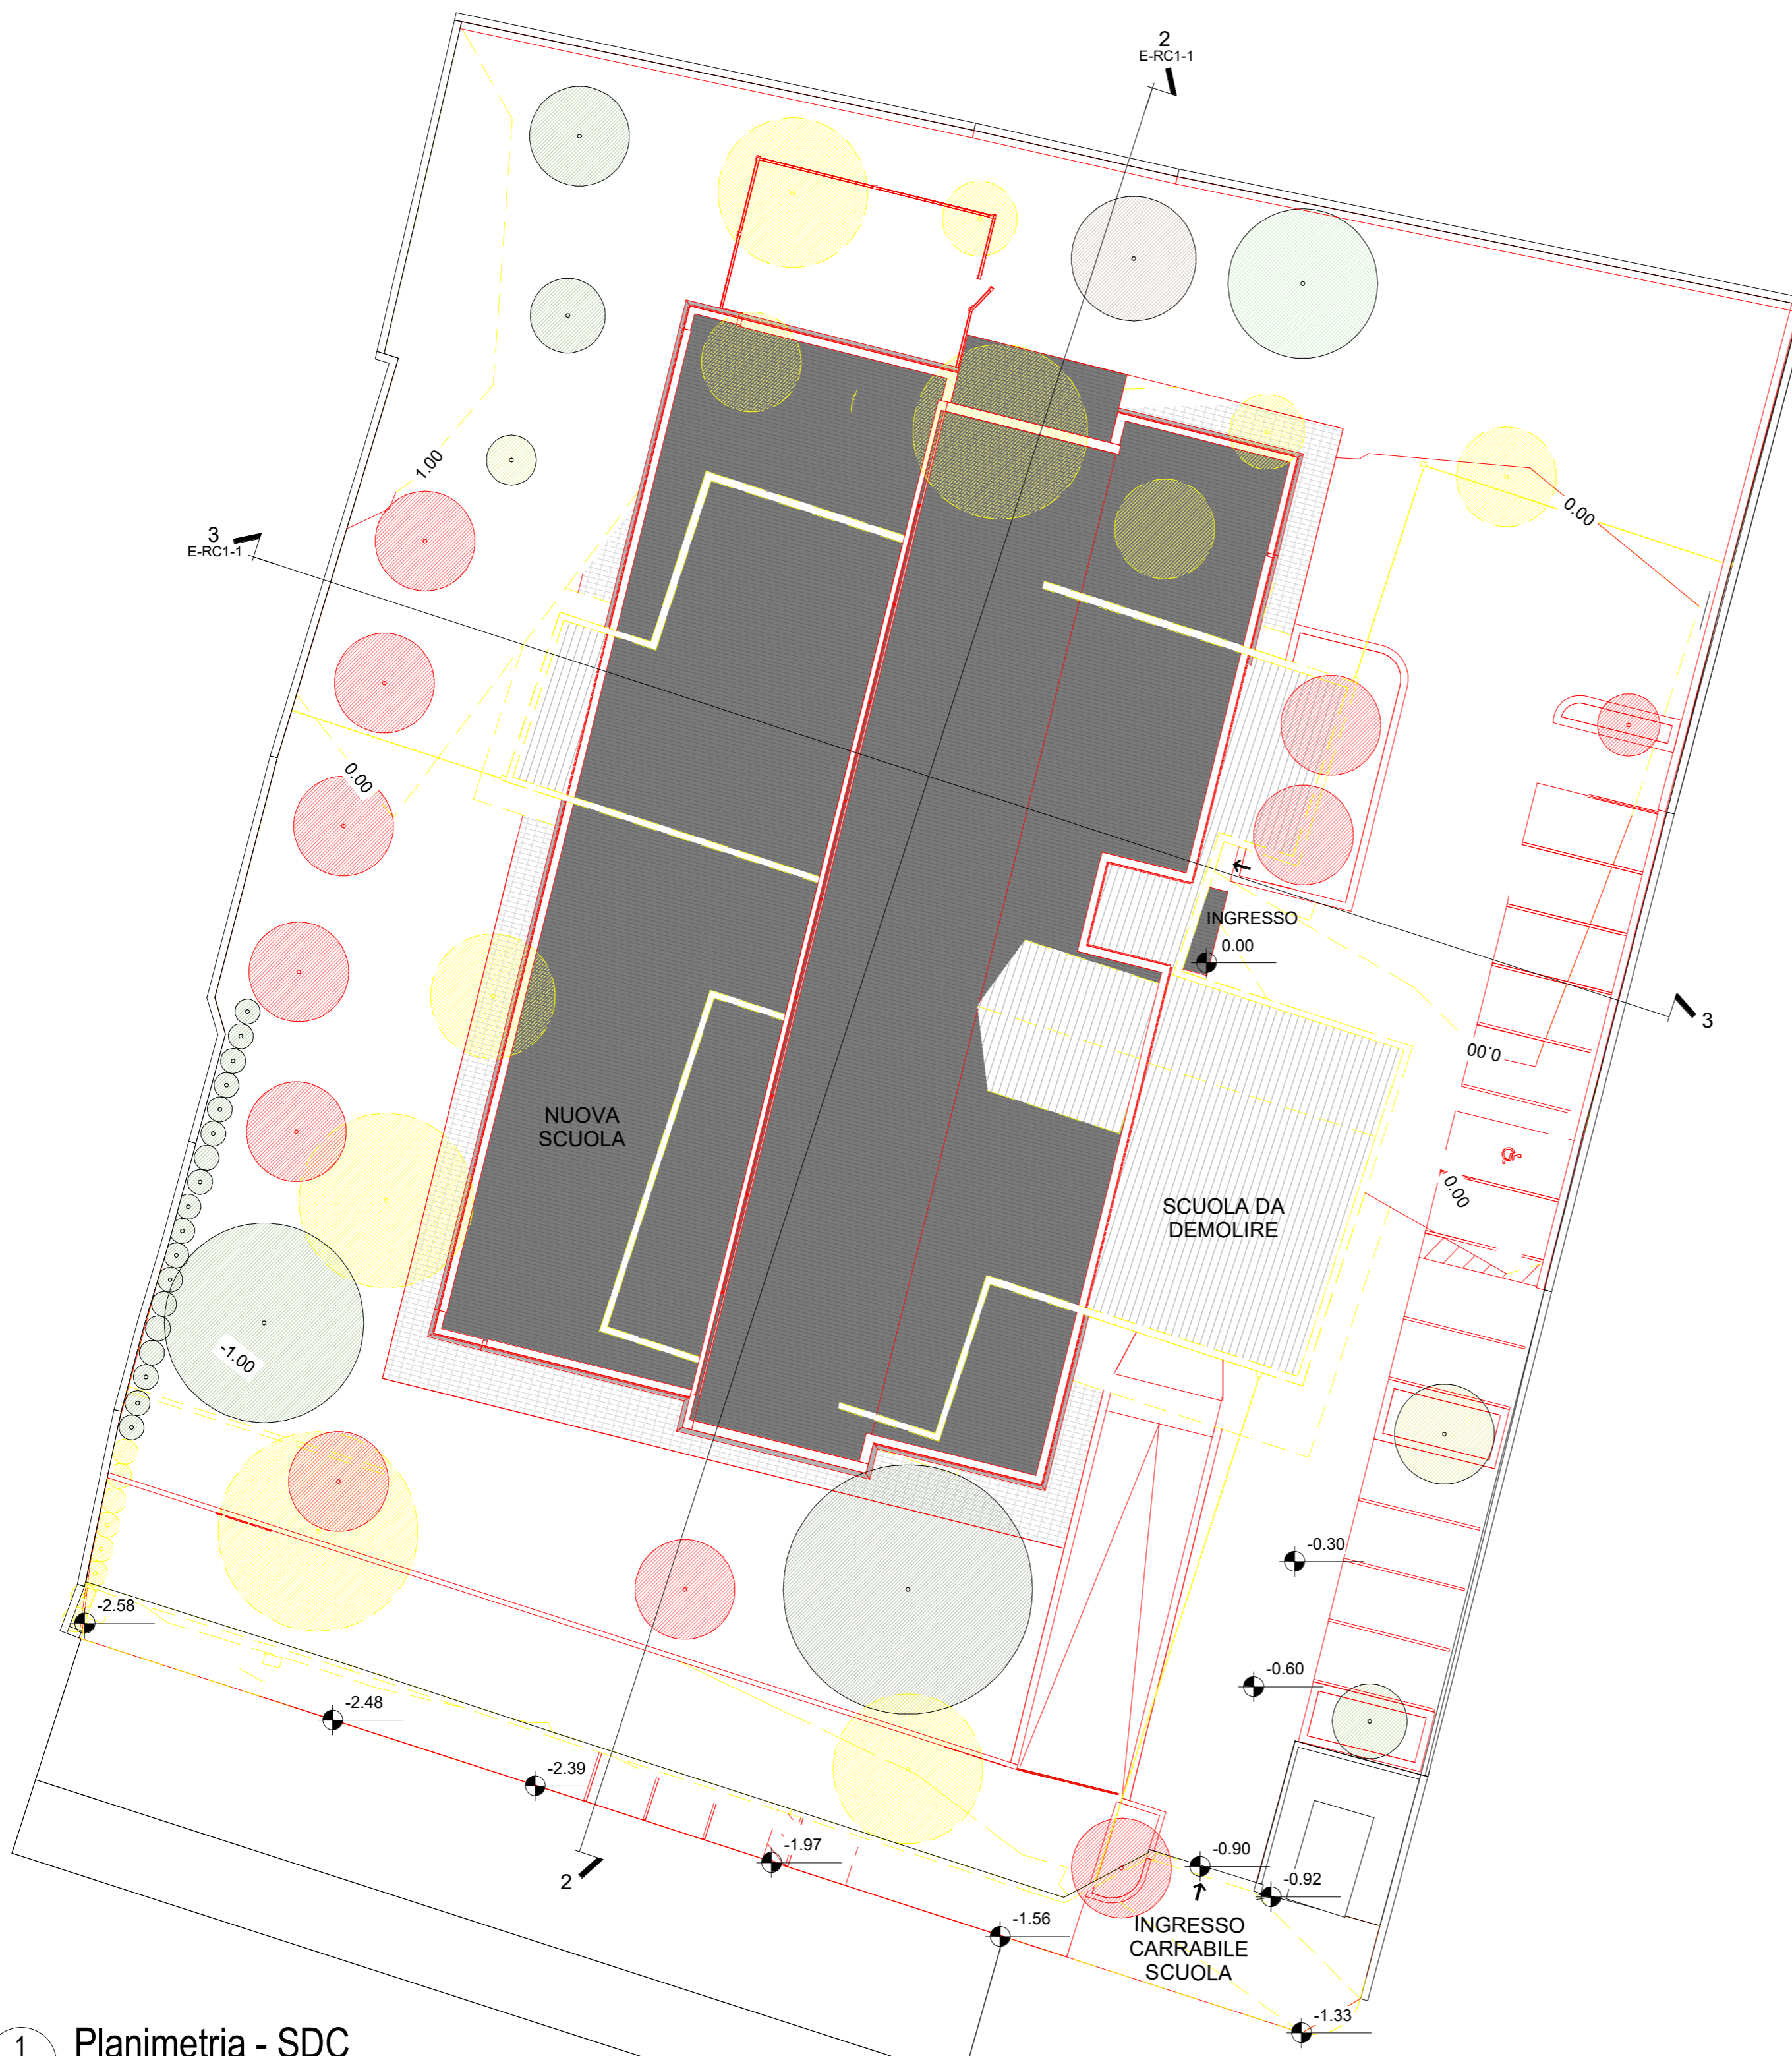 2
E-RC1-1
1.00
0.00
3
E-RC1-1
0.00
INGRESSO
0.00
3
0.00
NUOVA
SCUOLA
0.00
SCUOLA DA
DEMOLIRE
-1.00
-0.30
-2.58
-0.60
-2.48
-2.39
-1.97
-0.90
-0.92
2
-1.56
INGRESSO
CARRABILE
SCUOLA
-1.33
1
Planimetria - SDC